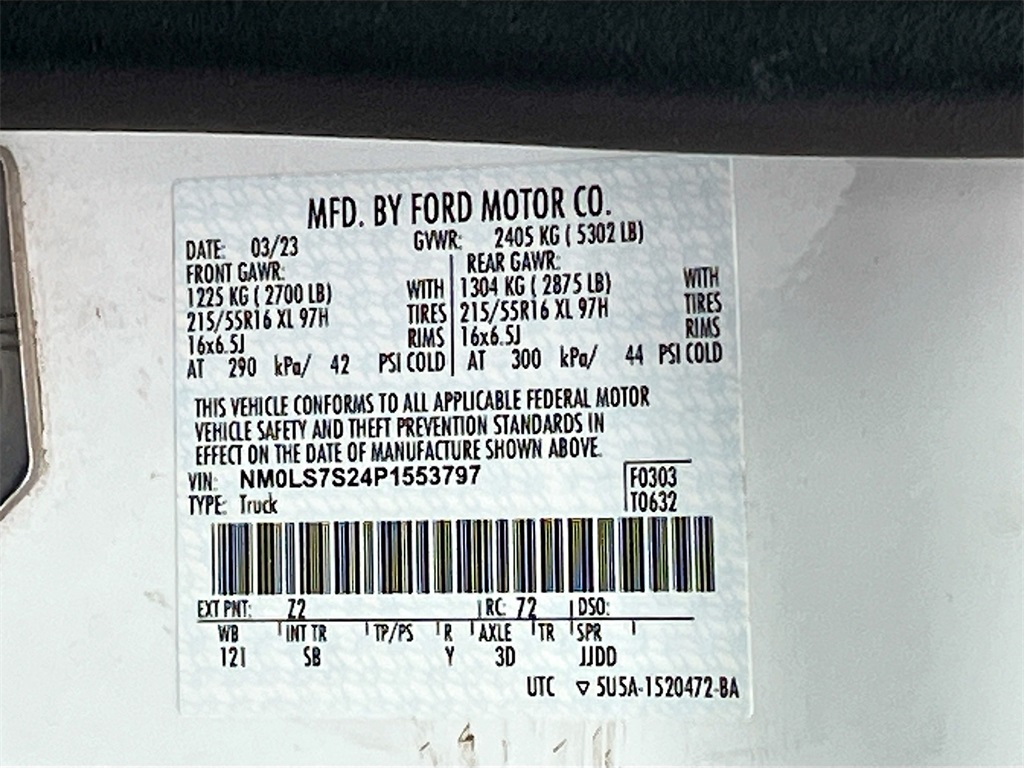 MFD. BY FORD MOTOR CO.
DATE: 03/23 GVWR: 2405 KG ( 5302 LB)
FRONT GAWR: REAR GAWR:
1225 KG ( 2700 LB) WITH 1304 KG ( 2875 LB) WITH
215/55R16 XL 97H TIRES 215/55R16 XL 97H TIRES
16x6.5J RIMS 16x6.5J RIMS
AT 290 kPa/ 42 PSI COLD AT 300 kPa/ 44 PSI COLD
THIS VEHICLE CONFORMS TO ALL APPLICABLE FEDERAL MOTOR
VEHICLE SAFETY AND THEFT PREVENTION STANDARDS IN
EFFECT ON THE DATE OF MANUFACTURE SHOWN ABOVE.
VIN: NM0LS7S24P1553797 F0303
TYPE: Truck T0632
EXT PNT: Z2 RC: 72 DSO:
WB INT TR TP/PS R AXLE TR SPR
121 SB Y 3D JJDD
UTC ▽ 5U5A-1520472-BA